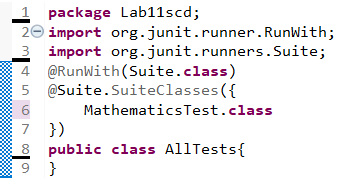 1 package Lab11scd;
2 import org.junit.runner.RunWith;
3 import org.junit.runners.Suite;
4 @RunWith(Suite.class)
5 @Suite.SuiteClasses({
6     MathematicsTest.class
7 })
8 public class AllTests{
9 }